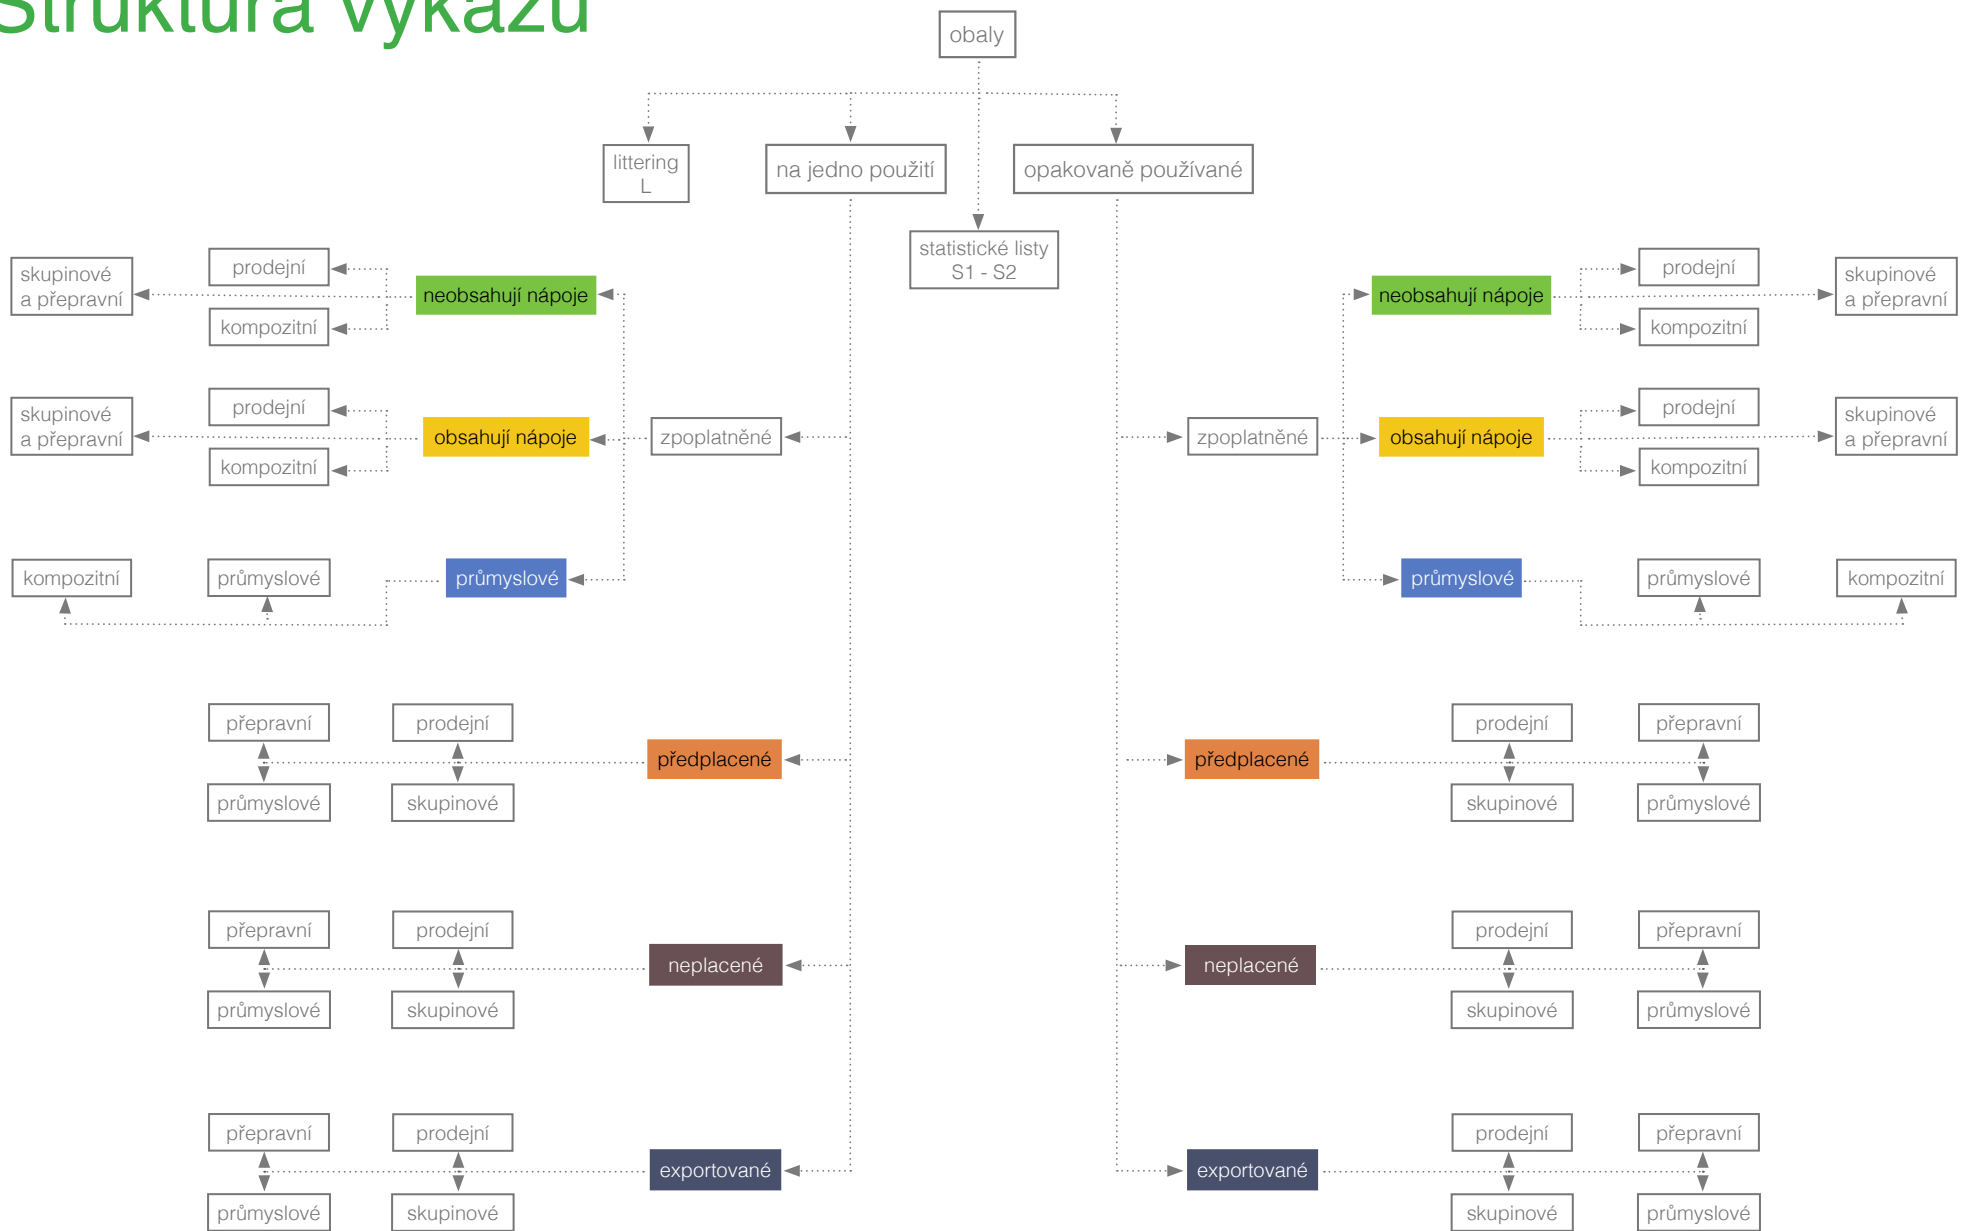 Struktura výkazu
obaly
littering
L
na jedno použití
opakovaně používané
statistické listy
S1 - S2
skupinové
a přepravní
prodejní
kompozitní
neobsahují nápoje
neobsahují nápoje
prodejní
kompozitní
skupinové
a přepravní
skupinové
a přepravní
prodejní
kompozitní
obsahují nápoje
zpoplatněné
zpoplatněné
obsahují nápoje
prodejní
kompozitní
skupinové
a přepravní
kompozitní
průmyslové
průmyslové
průmyslové
průmyslové
kompozitní
přepravní
prodejní
předplacené
průmyslové
skupinové
předplacené
prodejní
přepravní
skupinové
průmyslové
přepravní
prodejní
neplacené
průmyslové
skupinové
neplacené
prodejní
přepravní
skupinové
průmyslové
přepravní
prodejní
exportované
průmyslové
skupinové
exportované
prodejní
přepravní
skupinové
průmyslové